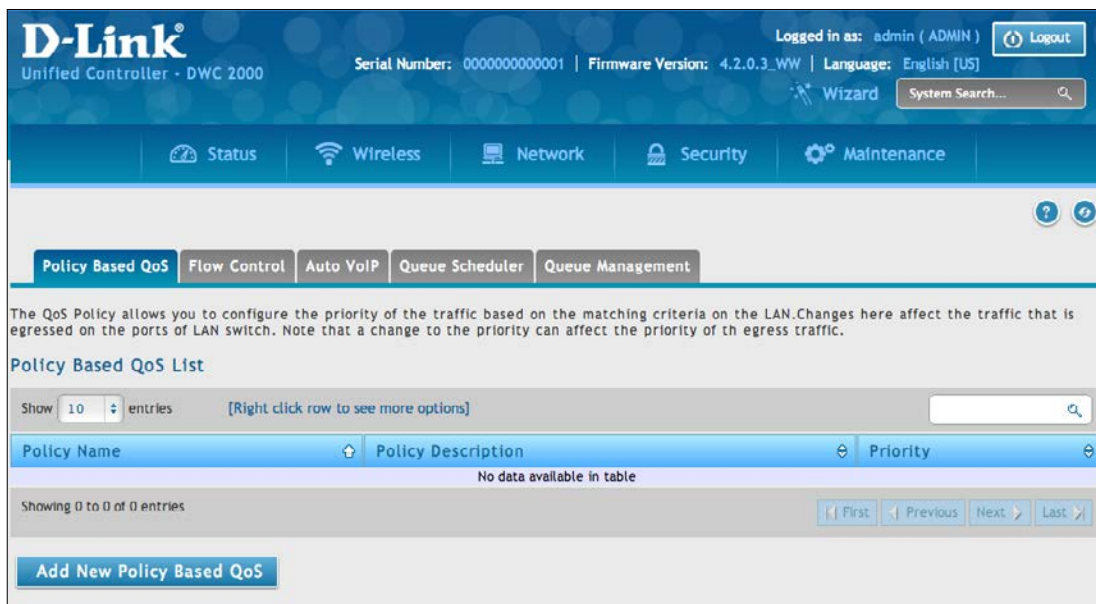 D-Link
Unified Controller - DWC 2000
Logged in as: admin ( ADMIN )
Logout
Serial Number: 0000000000001 | Firmware Version: 4.2.0.3_WW | Language: English [US]
Wizard
System Search...
Status
Wireless
Network
Security
Maintenance
?
Policy Based QoS
Flow Control
Auto VoIP
Queue Scheduler
Queue Management
The QoS Policy allows you to configure the priority of the traffic based on the matching criteria on the LAN.Changes here affect the traffic that is
egressed on the ports of LAN switch. Note that a change to the priority can affect the priority of th egress traffic.
Policy Based QoS List
Show 10 entries
[Right click row to see more options]
Policy Name
Policy Description
Priority
No data available in table
Showing 0 to 0 of 0 entries
First
Previous
Next
Last
Add New Policy Based QoS